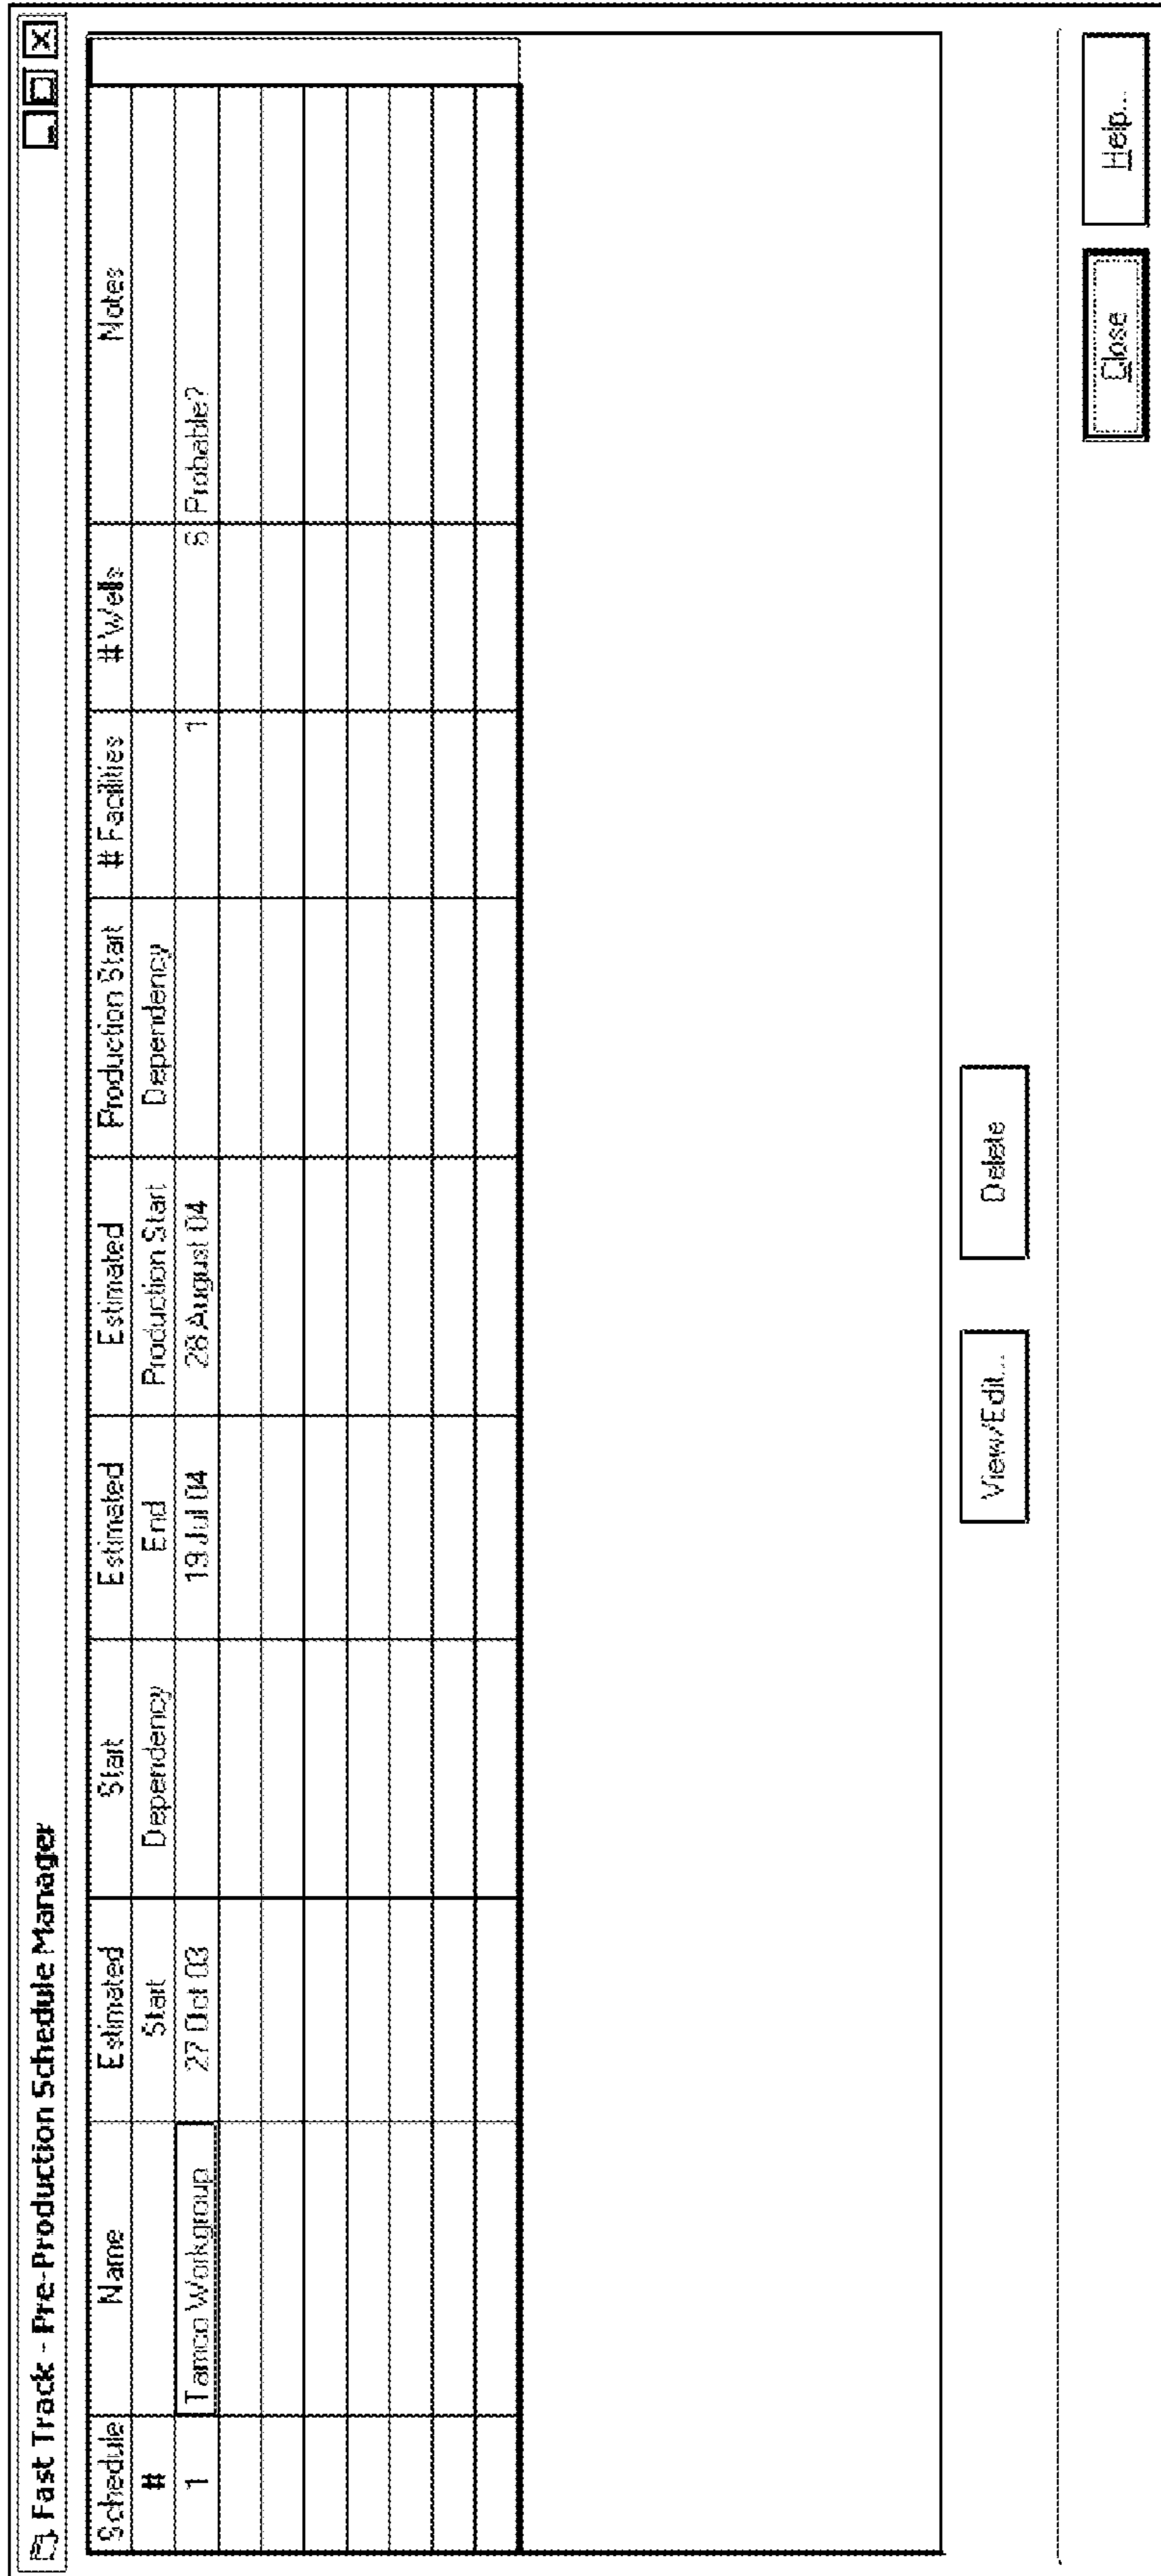 Fast Track - Pre-Production Schedule Manager
Schedule Name Estimated Start Estimated Estimated Production Start # Facilities # Wells Notes
# Start Dependency End Production Start Dependency
1 Tamco Workgroup 27 Oct 03 19 Jul 04 28 August 04 1 6 Probable?
View/Edit... Delete
Close Help...